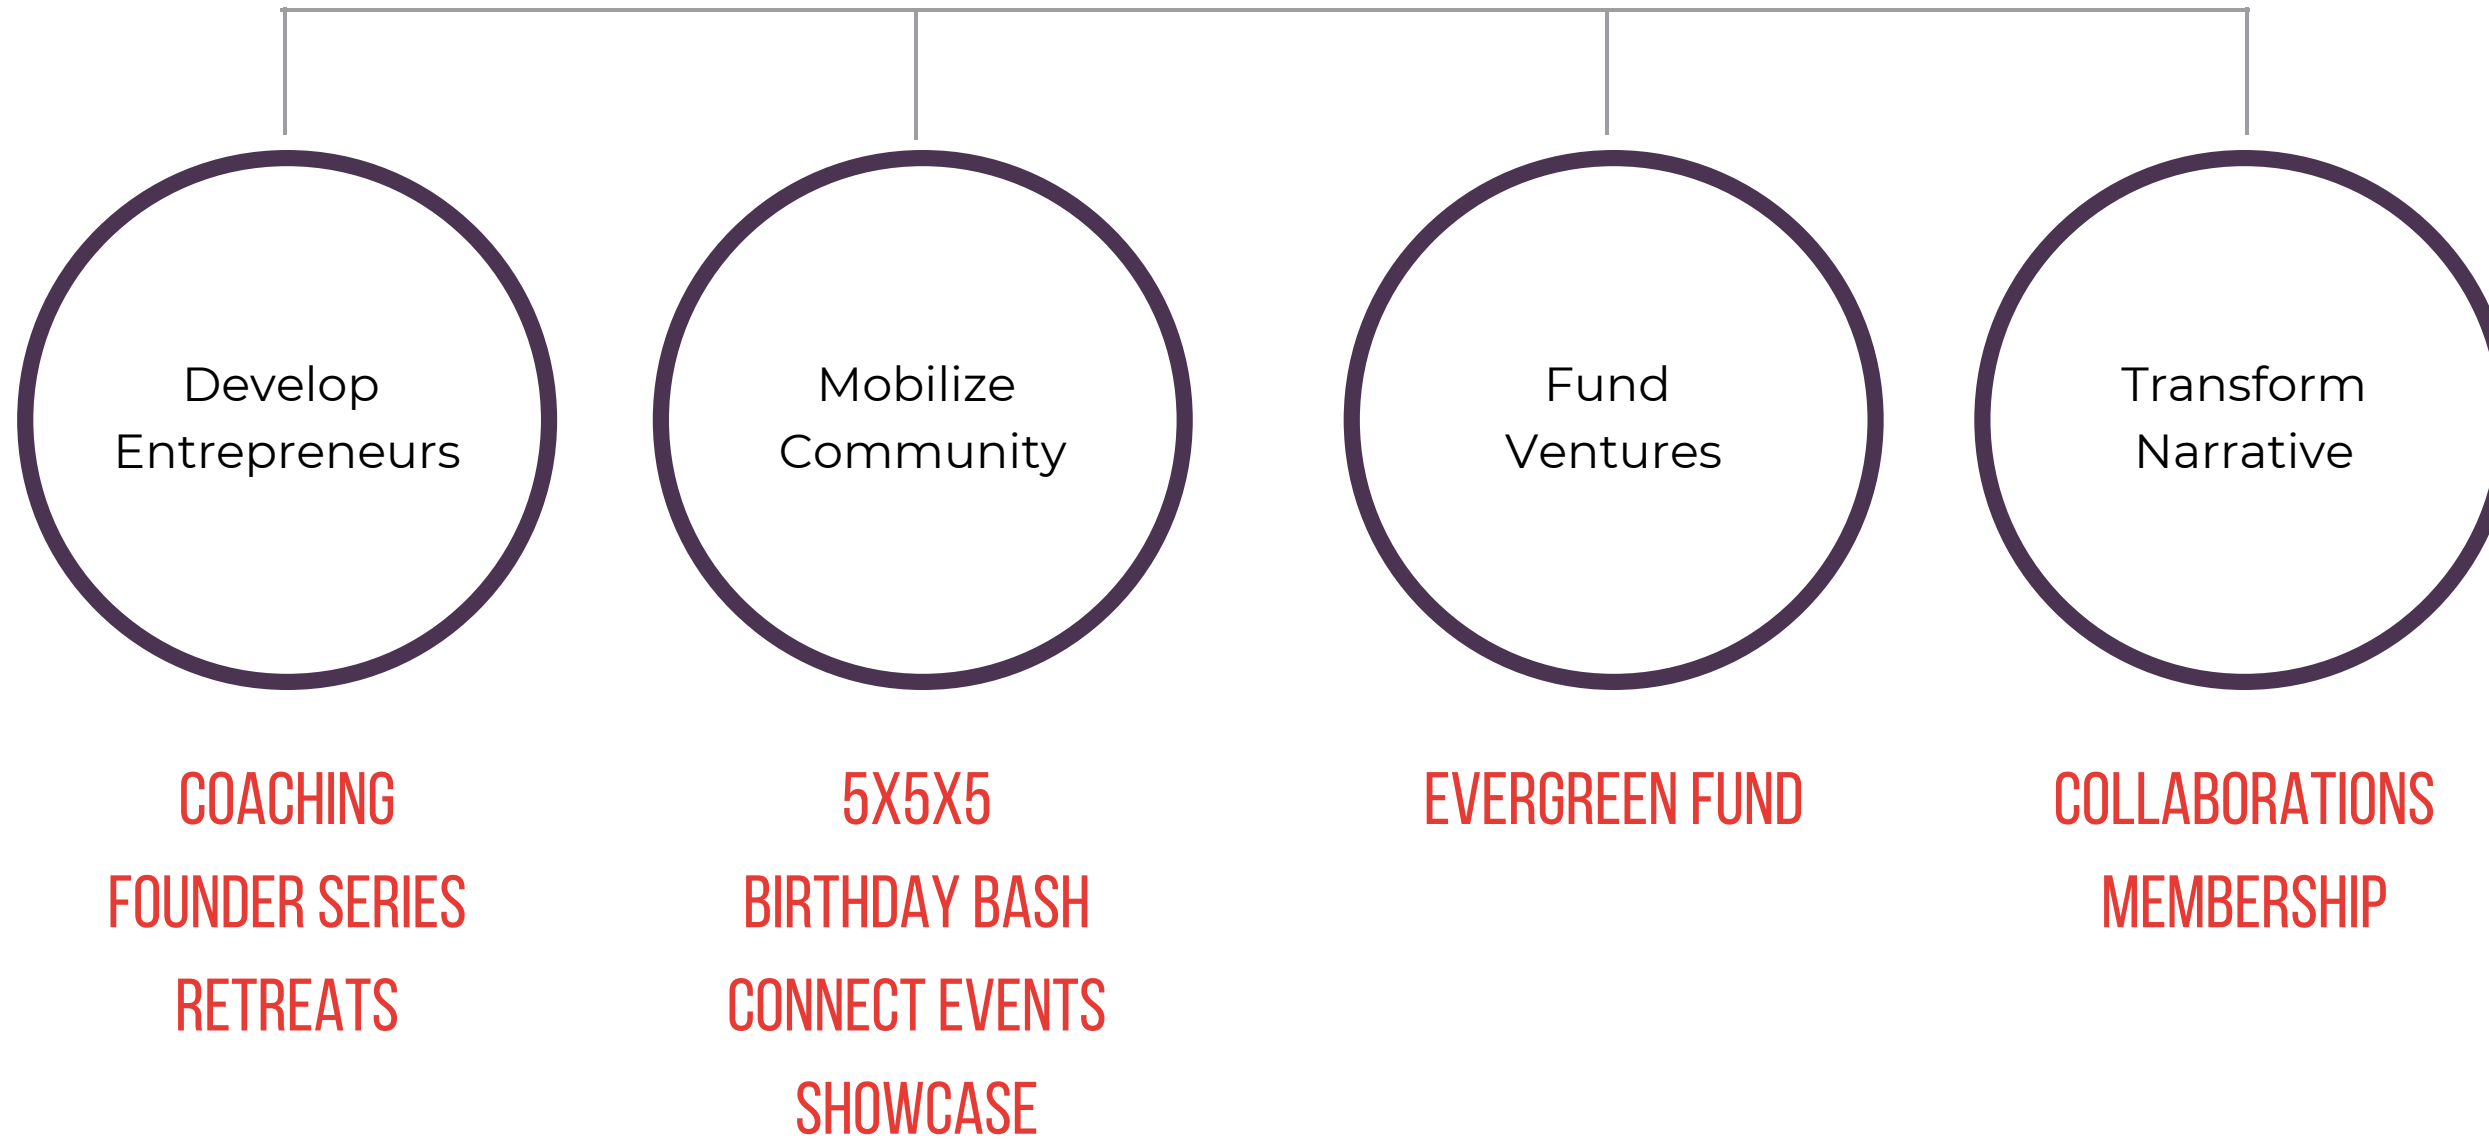 Develop
Entrepreneurs
COACHING
FOUNDER SERIES
RETREATS
Mobilize
Community
5X5X5
BIRTHDAY BASH
CONNECT EVENTS
SHOWCASE
Fund
Ventures
EVERGREEN FUND
Transform
Narrative
COLLABORATIONS
MEMBERSHIP